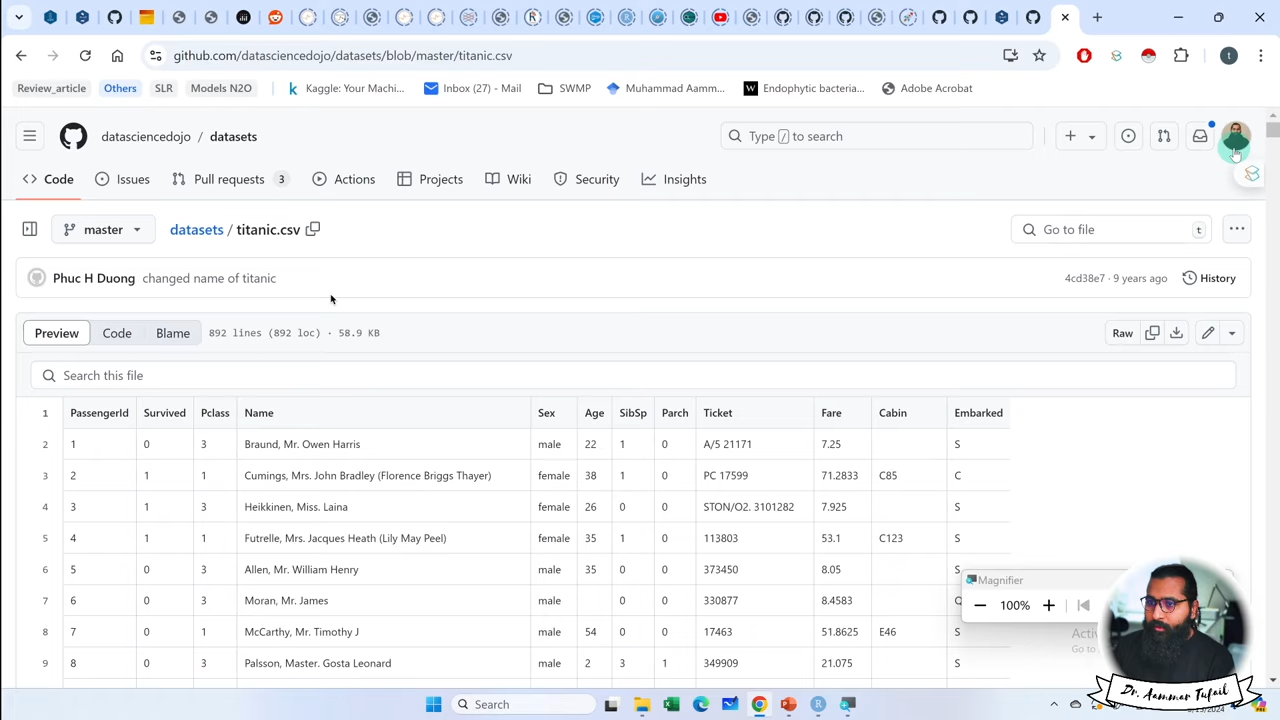 github.com/datasciencedojo/datasets/blob/master/titanic.csv
t
Review_article Others SLR Models N2O Kaggle: Your Machi... Inbox (27) - Mail SWMP Muhammad Aamm... Endophytic bacteria... Adobe Acrobat
datasciencedojo / datasets Type / to search
Code Issues Pull requests 3 Actions Projects Wiki Security Insights
master datasets / titanic.csv Go to file t
Phuc H Duong changed name of titanic 4cd38e7 · 9 years ago History
Preview Code Blame 892 lines (892 loc) · 58.9 KB Raw
Search this file
1 PassengerId Survived Pclass Name Sex Age SibSp Parch Ticket Fare Cabin Embarked
2 1 0 3 Braund, Mr. Owen Harris male 22 1 0 A/5 21171 7.25 S
3 2 1 1 Cumings, Mrs. John Bradley (Florence Briggs Thayer) female 38 1 0 PC 17599 71.2833 C85 C
4 3 1 3 Heikkinen, Miss. Laina female 26 0 0 STON/O2. 3101282 7.925 S
5 4 1 1 Futrelle, Mrs. Jacques Heath (Lily May Peel) female 35 1 0 113803 53.1 C123 S
6 5 0 3 Allen, Mr. William Henry male 35 0 0 373450 8.05 S
Magnifier
7 6 0 3 Moran, Mr. James male 0 0 330877 8.4583 Q
100%
8 7 0 1 McCarthy, Mr. Timothy J male 54 0 0 17463 51.8625 E46 S
Activ
Go to
9 8 0 3 Palsson, Master. Gosta Leonard male 2 3 1 349909 21.075 S
Dr. Aammar Tufail
Search